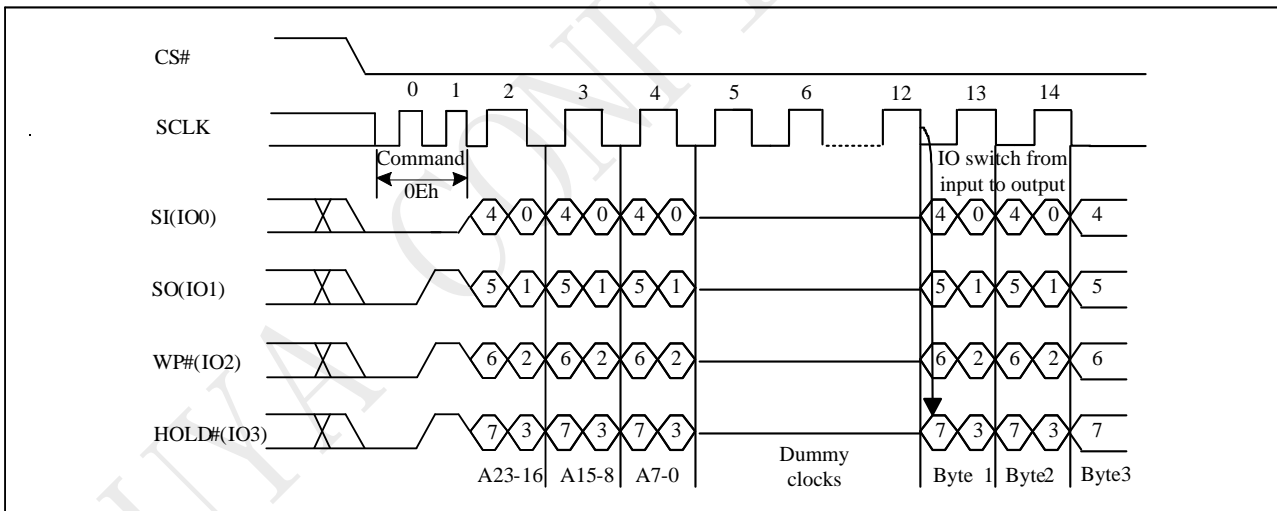 CS#
0 1 2 3 4 5 6 12 13 14
SCLK
Command
0Eh
IO switch from
input to output
SI(IO0)
4 0 4 0 4 0 4 0 4 0 4
SO(IO1)
5 1 5 1 5 1 5 1 5 1 5
WP#(IO2)
6 2 6 2 6 2 6 2 6 2 6
HOLD#(IO3)
7 3 7 3 7 3 7 3 7 3 7
A23-16 A15-8 A7-0
Dummy
clocks
Byte 1 Byte2 Byte3
UYA CONF